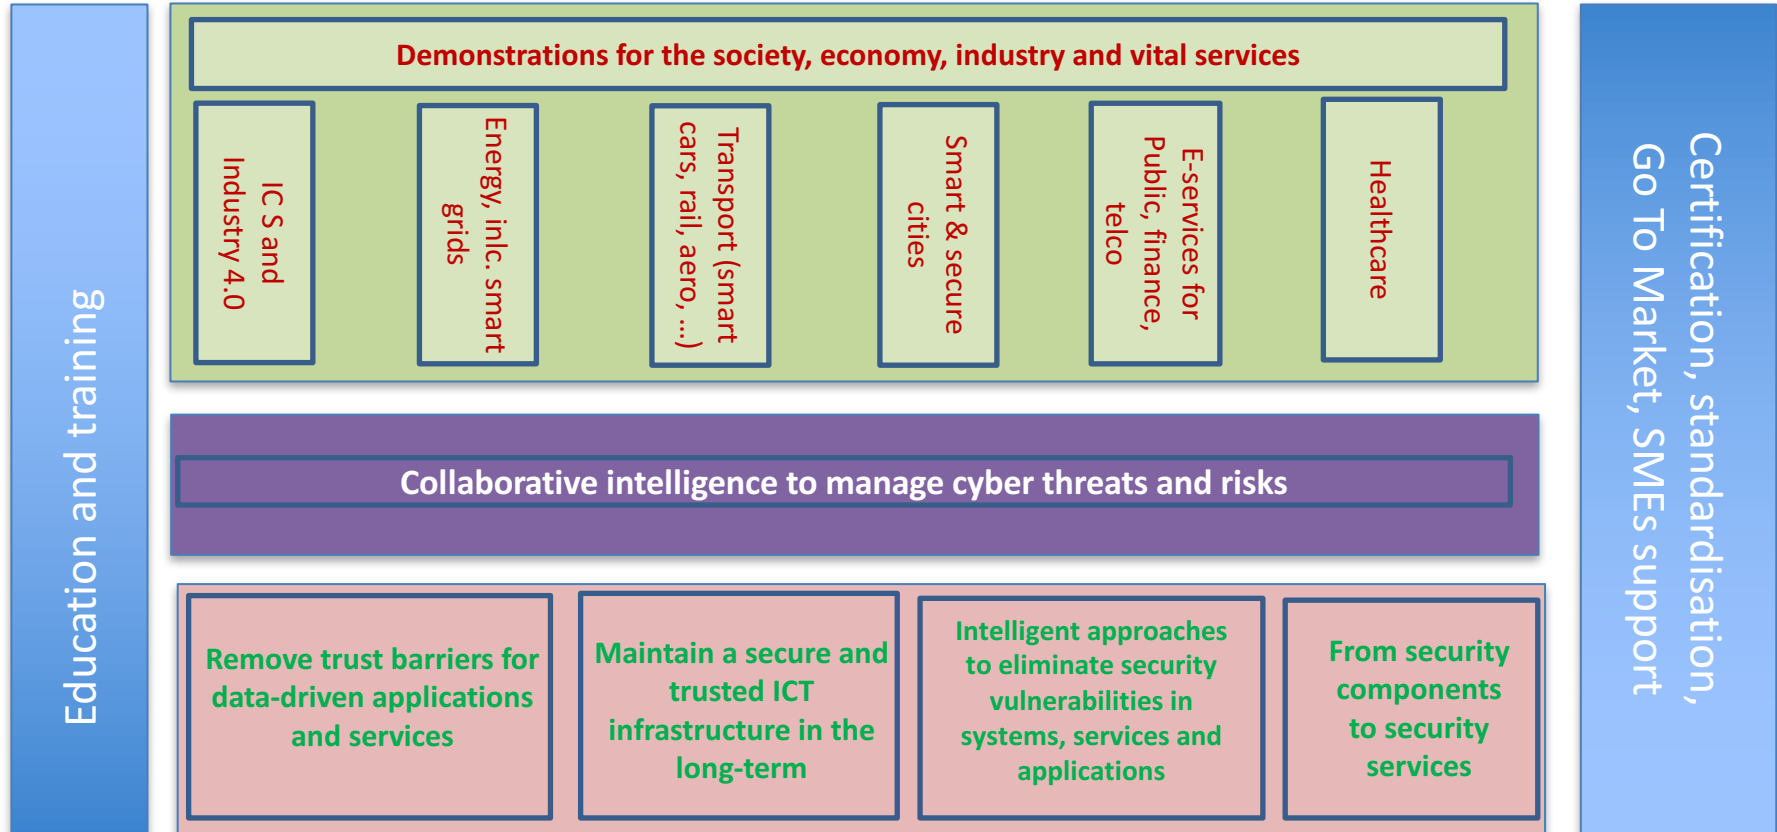 Education and training
Demonstrations for the society, economy, industry and vital services
IC S and
Industry 4.0
Energy, inlc. smart
grids
Transport (smart
cars, rail, aero, ...)
Smart & secure
cities
E-services for
Public, finance,
telco
Healthcare
Collaborative intelligence to manage cyber threats and risks
Remove trust barriers for
data-driven applications
and services
Maintain a secure and
trusted ICT
infrastructure in the
long-term
Intelligent approaches
to eliminate security
vulnerabilities in
systems, services and
applications
From security
components
to security
services
Certification, standardisation,
Go To Market, SMEs support